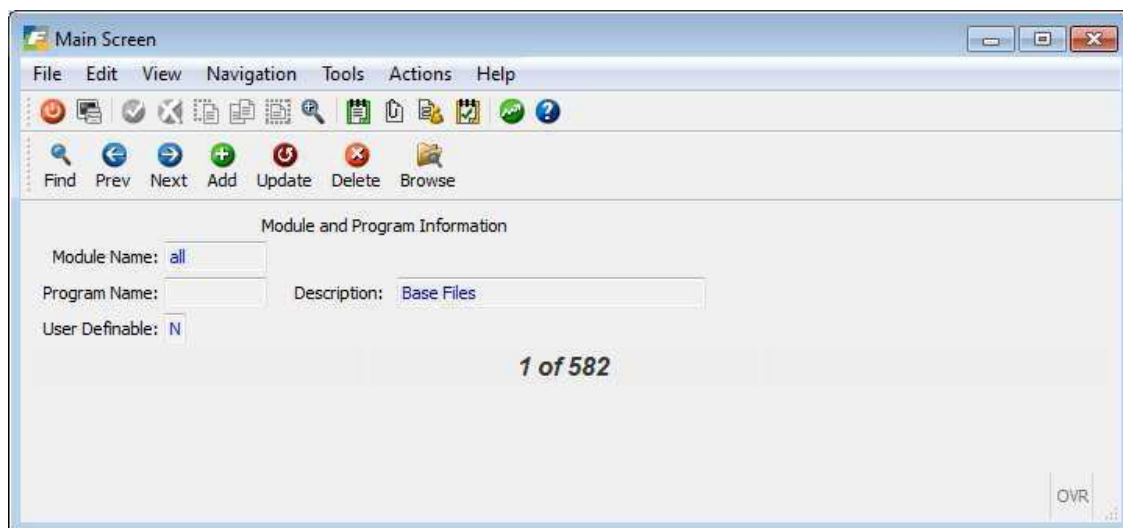 Main Screen
File Edit View Navigation Tools Actions Help
Find Prev Next Add Update Delete Browse
Module and Program Information
Module Name: all
Program Name: Description: Base Files
User Definable: N
1 of 582
OVR